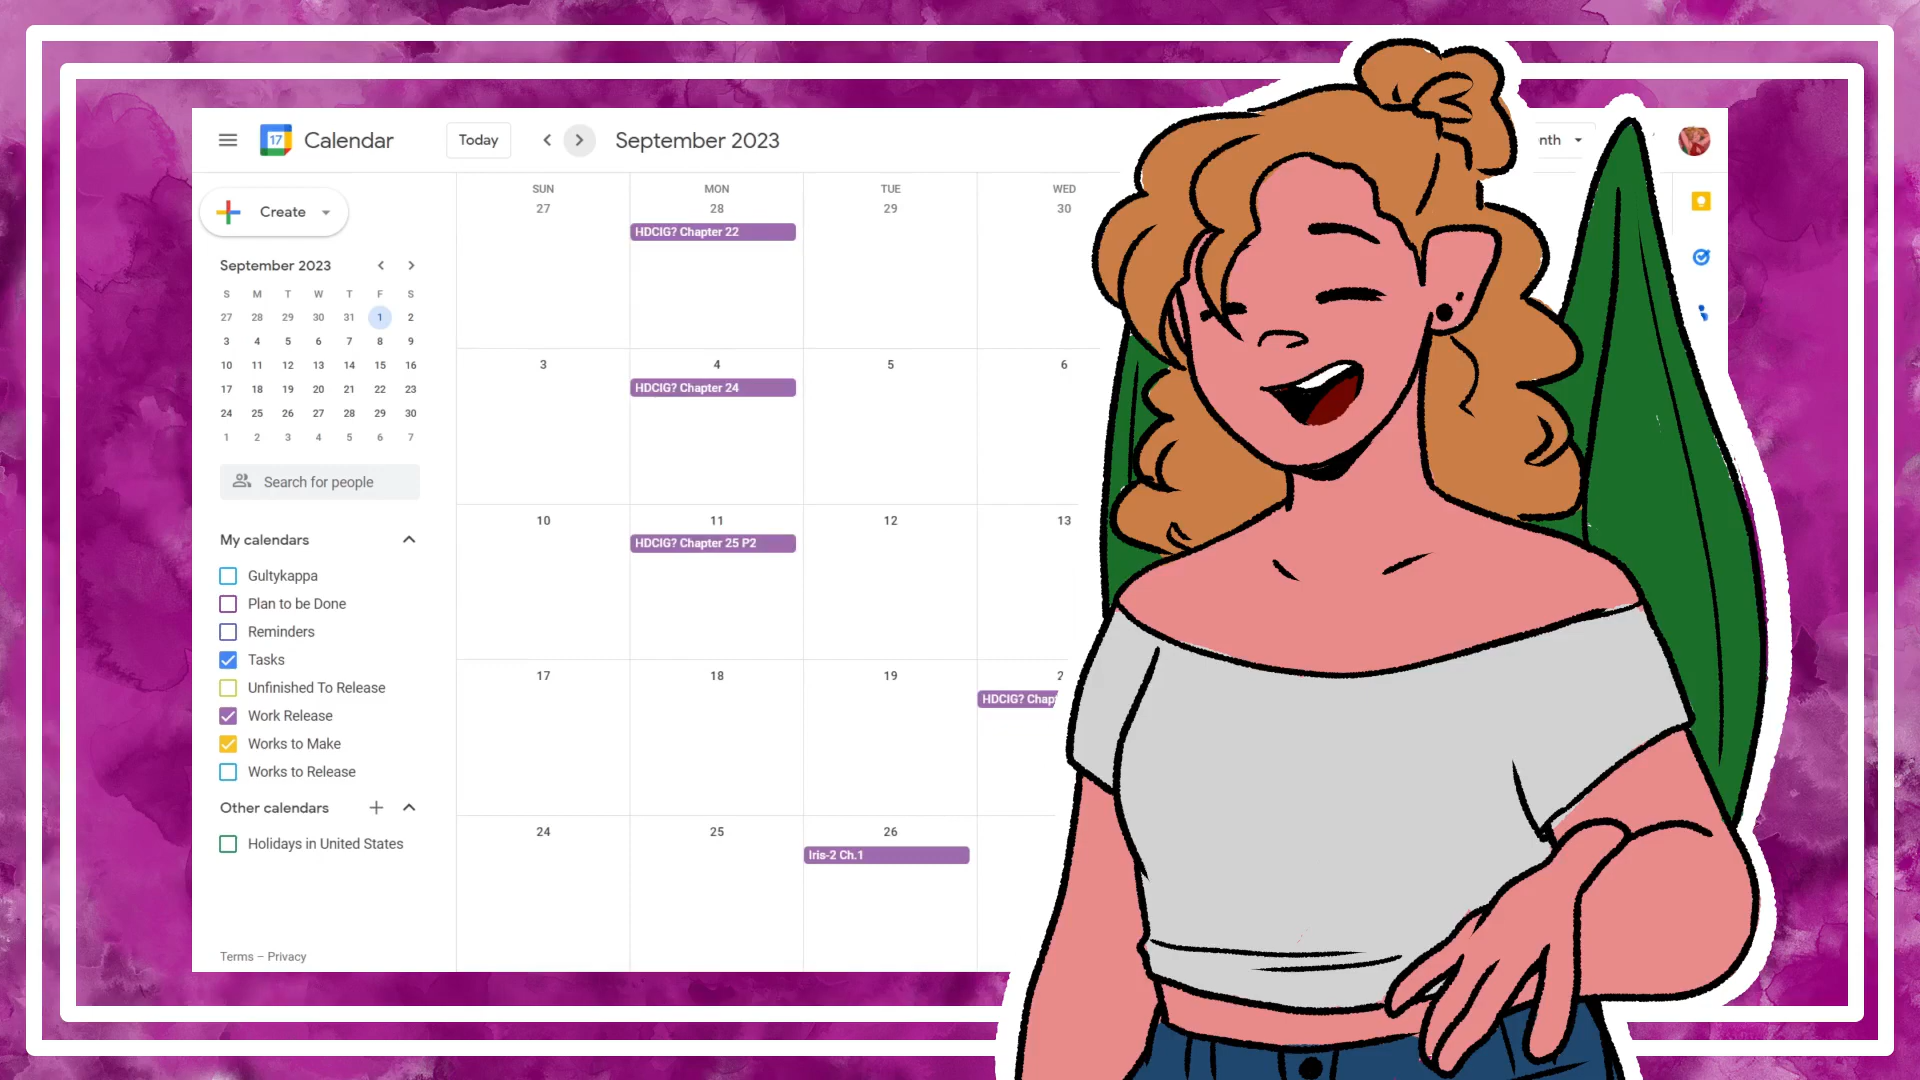 17 Calendar Today September 2023 nth
Create
September 2023
S M T W T F S
27 28 29 30 31 1 2
3 4 5 6 7 8 9
10 11 12 13 14 15 16
17 18 19 20 21 22 23
24 25 26 27 28 29 30
1 2 3 4 5 6 7
Search for people
My calendars
Gultykappa
Plan to be Done
Reminders
Tasks
Unfinished To Release
Work Release
Works to Make
Works to Release
Other calendars
Holidays in United States
Terms – Privacy
SUN MON TUE WED
27 28 29 30
HDCIG? Chapter 22
3 4 5 6
HDCIG? Chapter 24
10 11 12 13
HDCIG? Chapter 25 P2
17 18 19 2
HDCIG? Chap
24 25 26
Iris-2 Ch.1